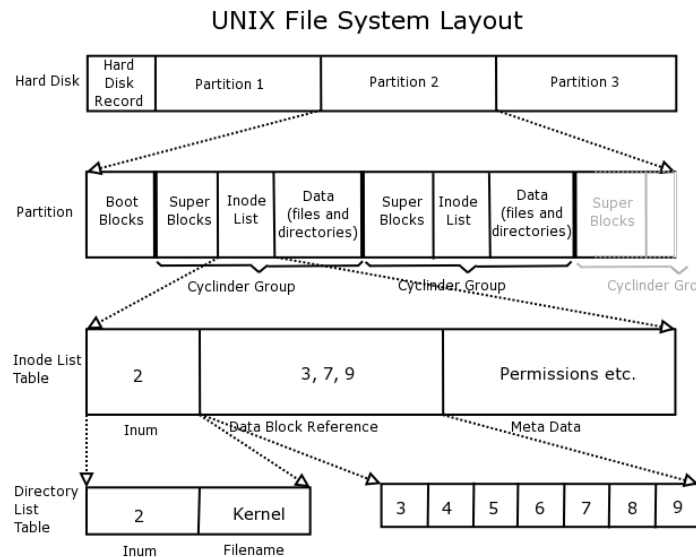 UNIX File System Layout
Hard Disk
Hard
Disk
Record
Partition 1
Partition 2
Partition 3
Partition
Boot
Blocks
Super
Blocks
Inode
List
Data
(files and
directories)
Super
Blocks
Inode
List
Data
(files and
directories)
Super
Blocks
Cyclinder Group
Cyclinder Group
Cyclinder Gro
Inode List
Table
2
3, 7, 9
Permissions etc.
Inum
Data Block Reference
Meta Data
Directory
List
Table
2
Kernel
3 4 5 6 7 8 9
Inum
Filename